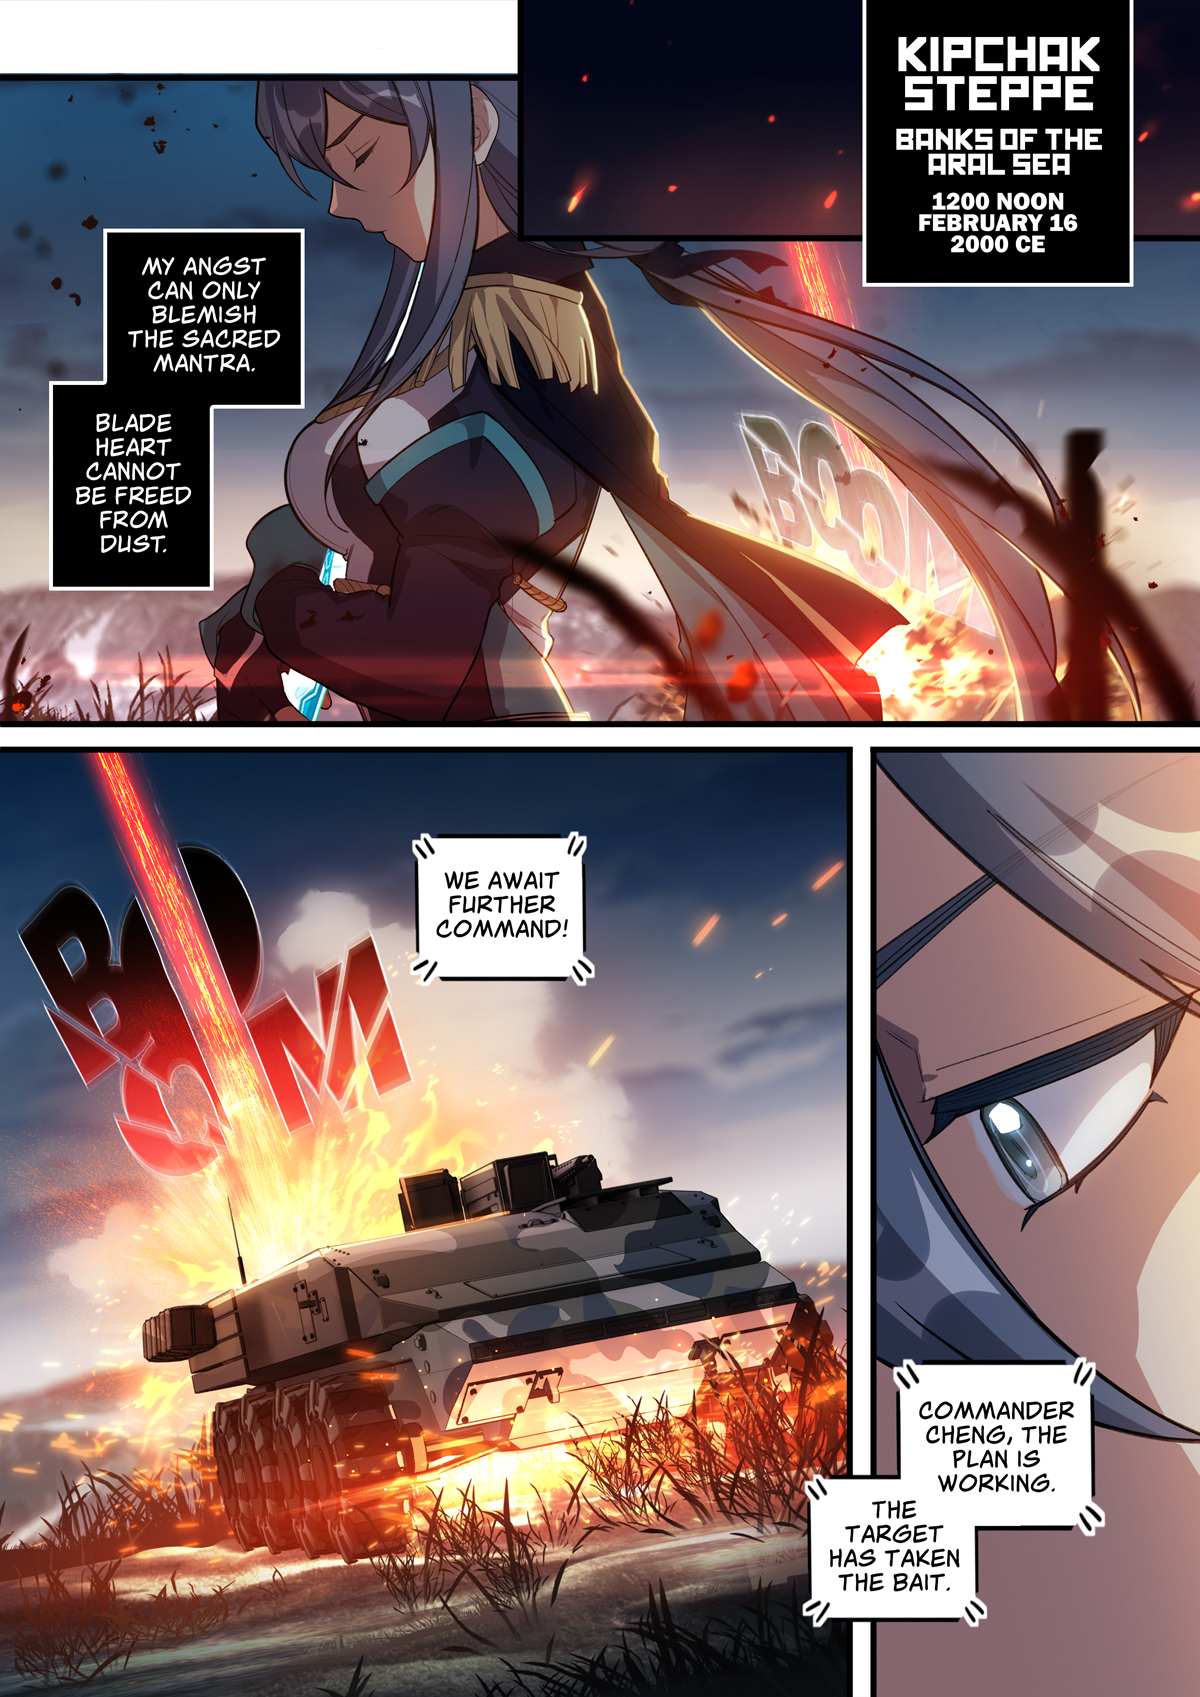 KIPCHAK
STEPPE
BANKS OF THE
ARAL SEA
1200 NOON
FEBRUARY 16
2000 CE
MY ANGST
CAN ONLY
BLEMISH
THE SACRED
MANTRA.
BLADE
HEART
CANNOT
BE FREED
FROM
DUST.
BOOM
BOOM
WE AWAIT
FURTHER
COMMAND!
COMMANDER
CHENG, THE
PLAN IS
WORKING.
THE
TARGET
HAS TAKEN
THE BAIT.